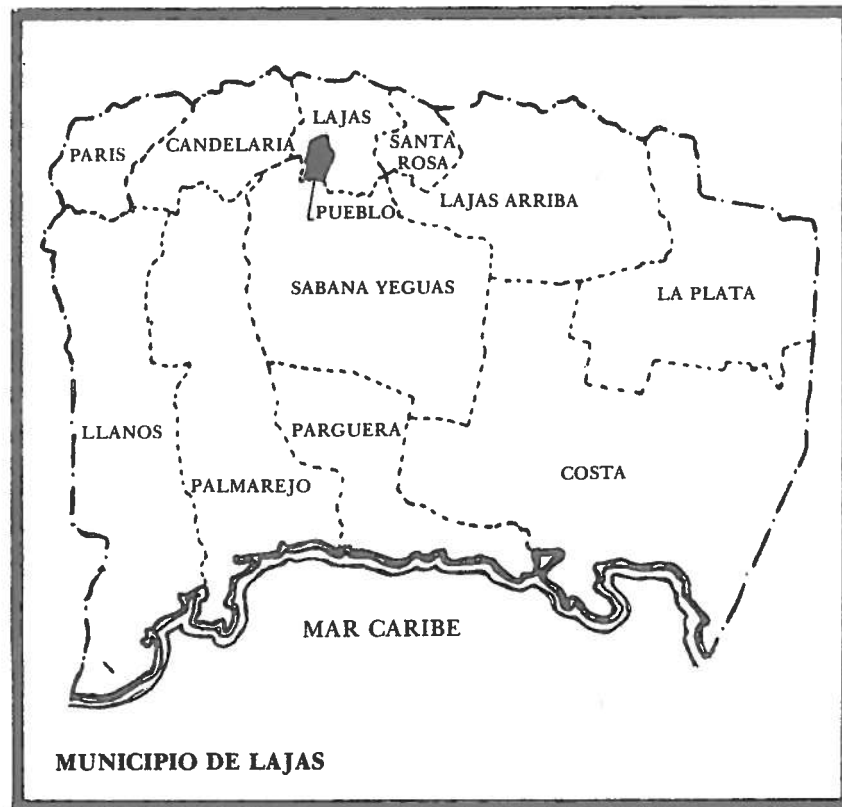 LAJAS
PARIS
CANDELARIA
SANTA
ROSA
LAJAS ARRIBA
PUEBLO
SABANA YEGUAS
LA PLATA
LLANOS
PARGUERA
COSTA
PALMAREJO
MAR CARIBE
MUNICIPIO DE LAJAS